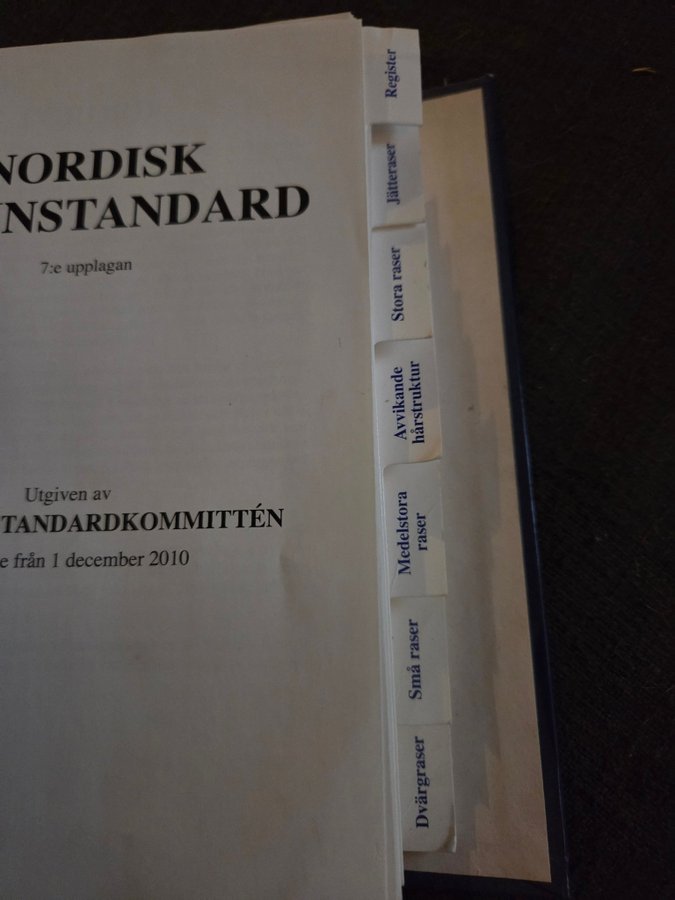 NORDISK
NSTANDARD
7:e upplagan
Utgiven av
TANDARDKOMMITTÉN
e från 1 december 2010
Register
Jätteraser
Stora raser
Avvikande
hårstruktur
Medelstora
raser
Små raser
Dvärgraser